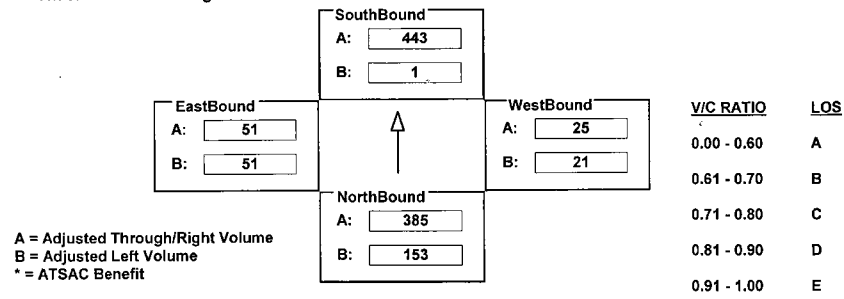 SouthBound
A: 443
B: 1
EastBound
A: 51
B: 51
WestBound
A: 25
B: 21
NorthBound
A: 385
B: 153
A = Adjusted Through/Right Volume
B = Adjusted Left Volume
* = ATSAC Benefit
V/C RATIO LOS
0.00 - 0.60 A
0.61 - 0.70 B
0.71 - 0.80 C
0.81 - 0.90 D
0.91 - 1.00 E